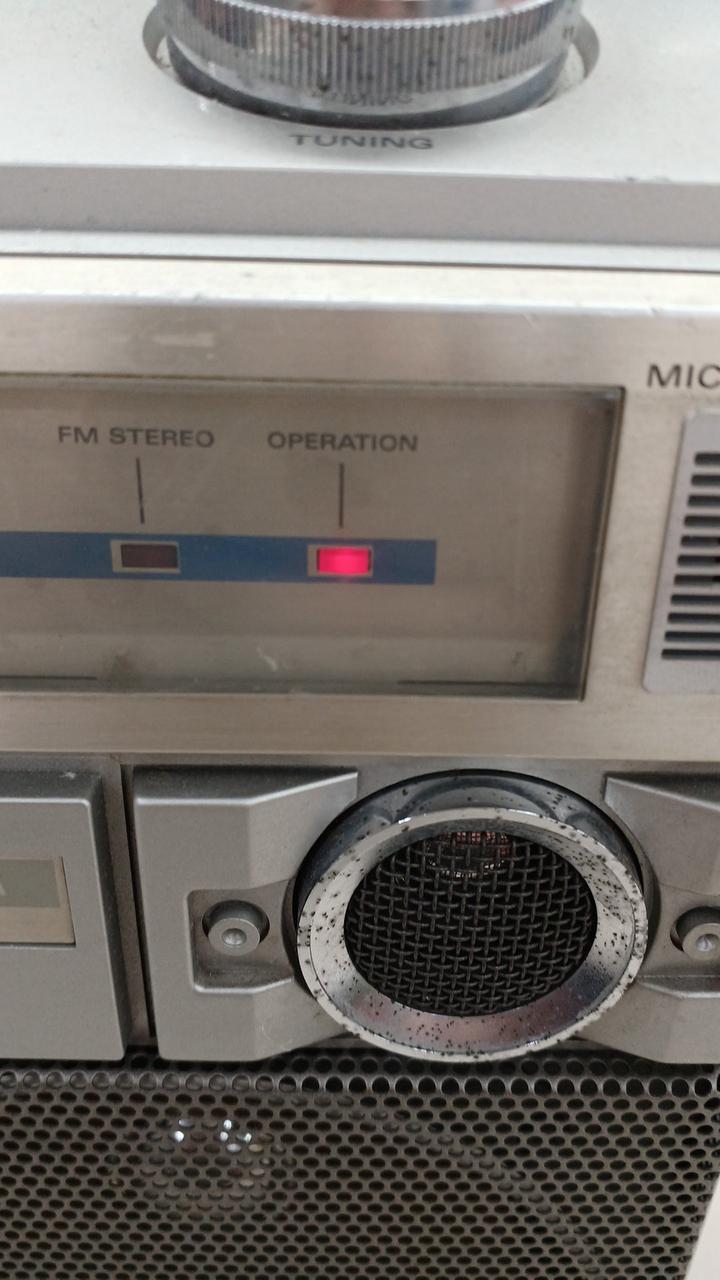 TUNING
MIC
FM STEREO OPERATION
A